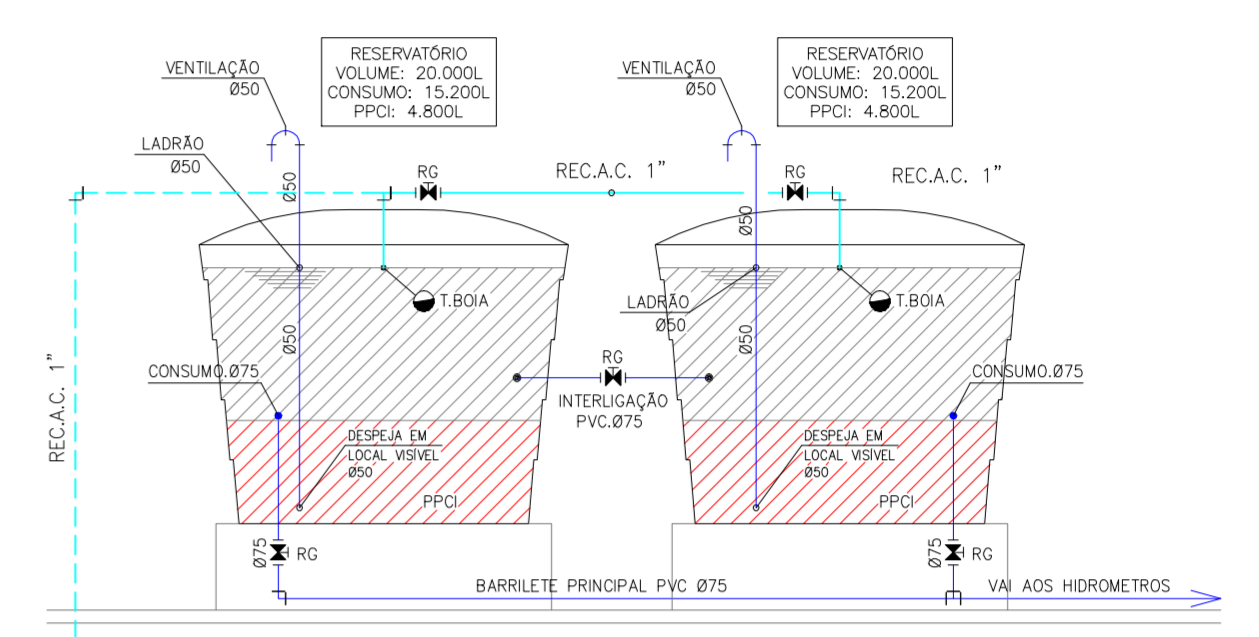 RESERVATÓRIO
VOLUME: 20.000L
CONSUMO: 15.200L
PPCI: 4.800L
RESERVATÓRIO
VOLUME: 20.000L
CONSUMO: 15.200L
PPCI: 4.800L
VENTILAÇÃO
Ø50
VENTILAÇÃO
Ø50
LADRÃO
Ø50
Ø50
RG
REC.A.C. 1”
RG
REC.A.C. 1”
Ø50
T.BOIA
LADRÃO
Ø50
T.BOIA
Ø50
Ø50
REC.A.C. 1”
CONSUMO.Ø75
RG
INTERLIGAÇÃO
PVC.Ø75
CONSUMO.Ø75
DESPEJA EM
LOCAL VISÍVEL
Ø50
PPCI
DESPEJA EM
LOCAL VISÍVEL
Ø50
PPCI
Ø75
RG
Ø75
RG
BARRILETE PRINCIPAL PVC Ø75
VAI AOS HIDROMETROS